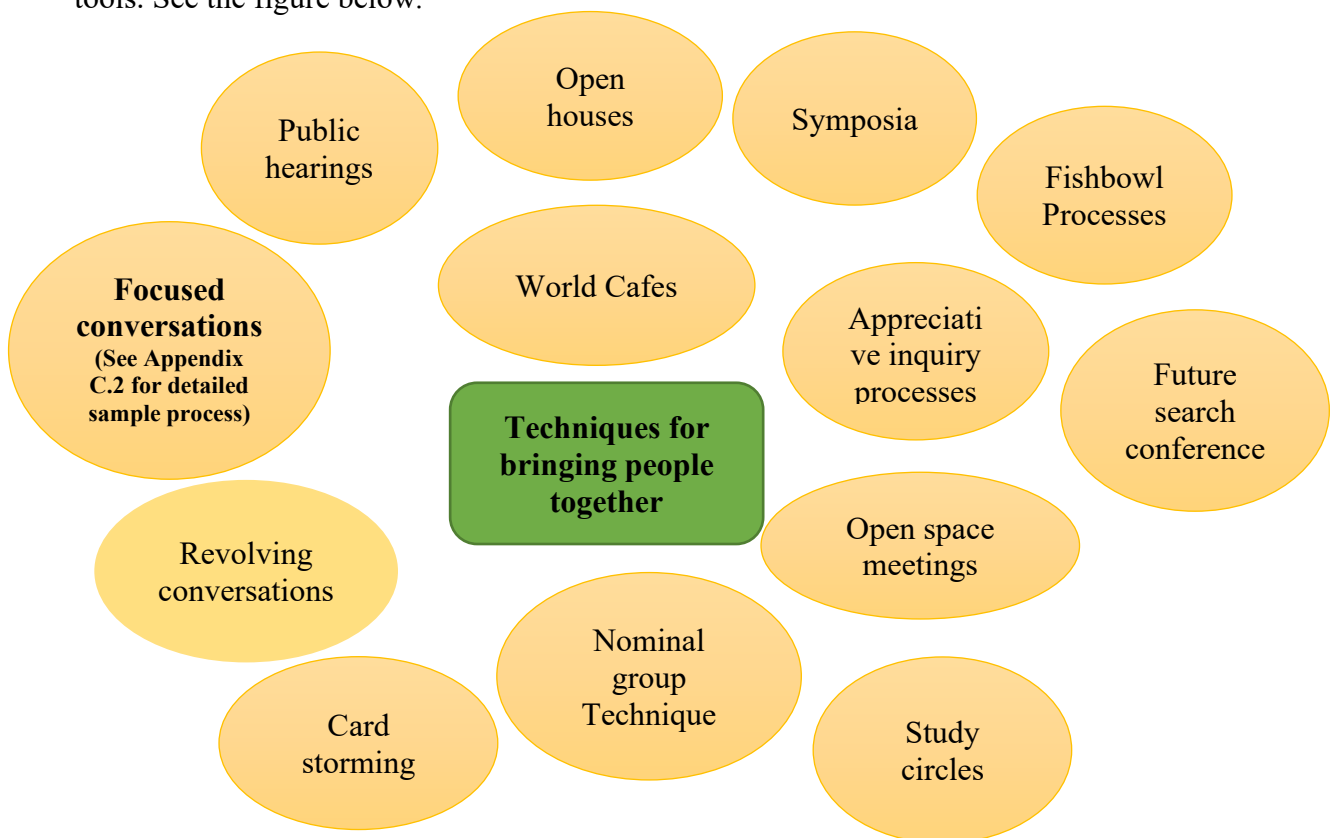 tools. See the figure below.
Open
houses
Symposia
Public
hearings
Fishbowl
Processes
World Cafes
Focused
conversations
(See Appendix
C.2 for detailed
sample process)
Appreciati
ve inquiry
processes
Future
search
conference
Techniques for
bringing people
together
Open space
meetings
Revolving
conversations
Nominal
group
Technique
Card
storming
Study
circles